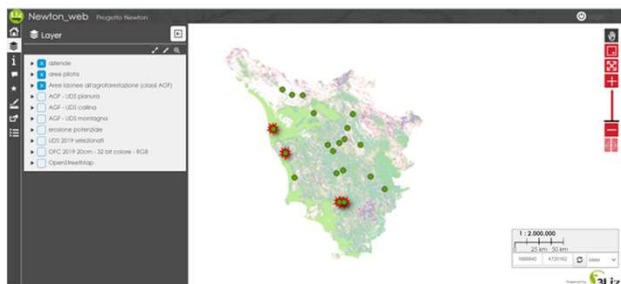 Newton_web Progetto Newton
Layer
aziende
aree pilota
Aree idonee all'agroforestazione (classi AGF)
AGF - UDS pianura
AGF - UDS collina
AGF - UDS montagna
erosione potenziale
UDS 2019 selezionati
OFC 2019 20cm - 32 bit colore - RGB
OpenStreetMap
1 : 2.000.000
25 km 50 km
4720162
Powered by 3Liz